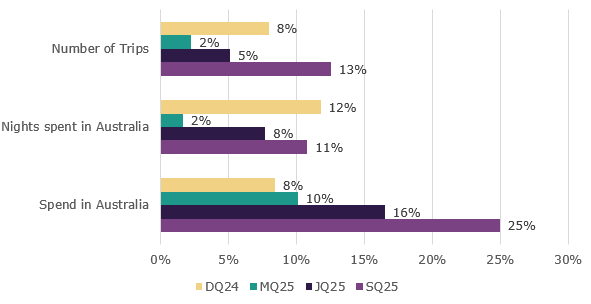 Number of Trips
8%
2%
5%
13%
Nights spent in Australia
12%
2%
8%
11%
Spend in Australia
8%
10%
16%
25%
0% 5% 10% 15% 20% 25% 30%
DQ24 MQ25 JQ25 SQ25